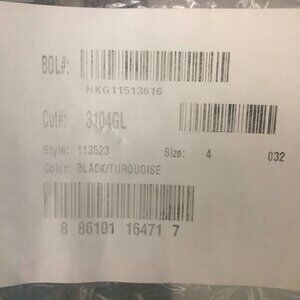 BOL#:
HKG11513616
Cut#: 3104GL
Style: 113523 Size: 4 032
Color: BLACK/TURQUOISE
8 86101 16471 7